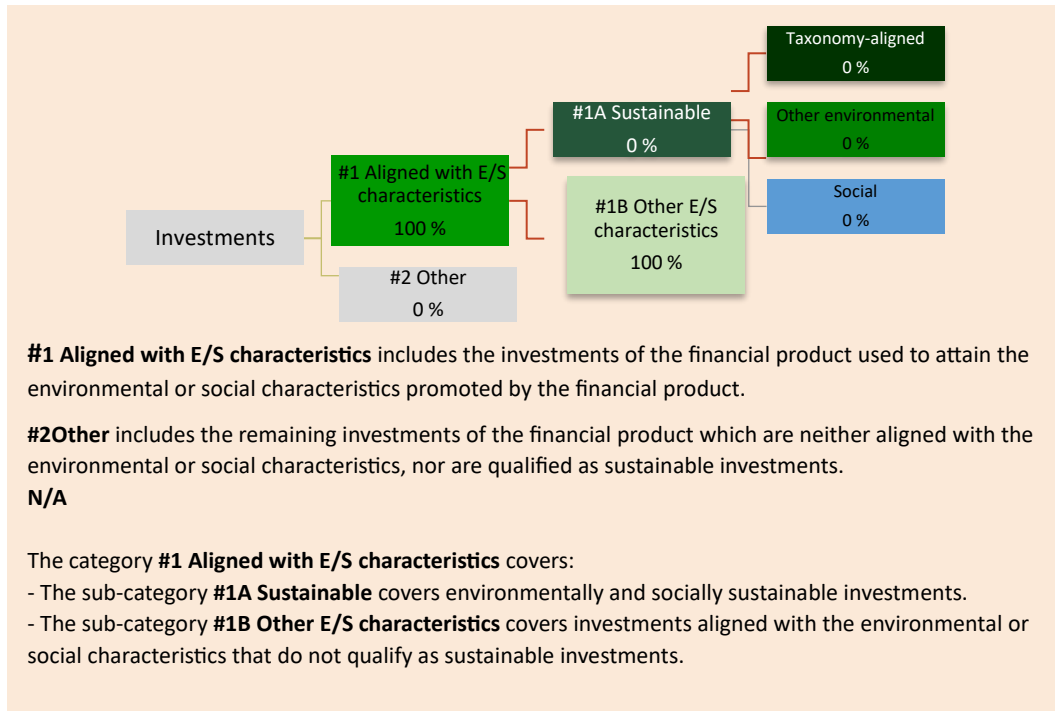 Taxonomy-aligned
0 %
#1A Sustainable
0 %
Other environmental
0 %
#1 Aligned with E/S
characteristics
100 %
#1B Other E/S
characteristics
100 %
Social
0 %
Investments
#2 Other
0 %
#1 Aligned with E/S characteristics includes the investments of the financial product used to attain the
environmental or social characteristics promoted by the financial product.
#2Other includes the remaining investments of the financial product which are neither aligned with the
environmental or social characteristics, nor are qualified as sustainable investments.
N/A
The category #1 Aligned with E/S characteristics covers:
- The sub-category #1A Sustainable covers environmentally and socially sustainable investments.
- The sub-category #1B Other E/S characteristics covers investments aligned with the environmental or
social characteristics that do not qualify as sustainable investments.